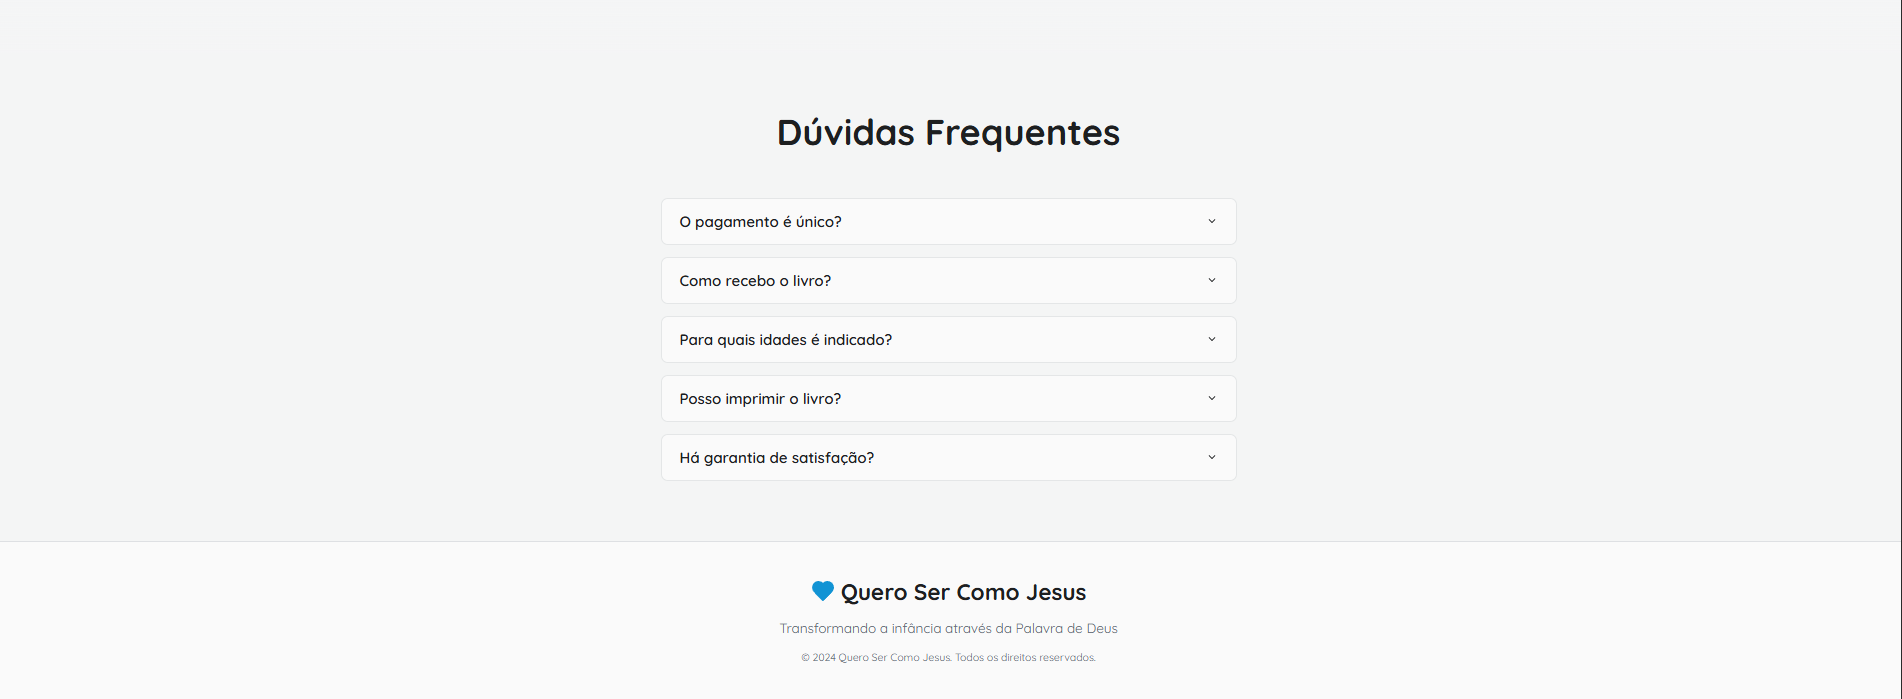 Dúvidas Frequentes
O pagamento é único?
Como recebo o livro?
Para quais idades é indicado?
Posso imprimir o livro?
Há garantia de satisfação?
Quero Ser Como Jesus
Transformando a infância através da Palavra de Deus
© 2024 Quero Ser Como Jesus. Todos os direitos reservados.